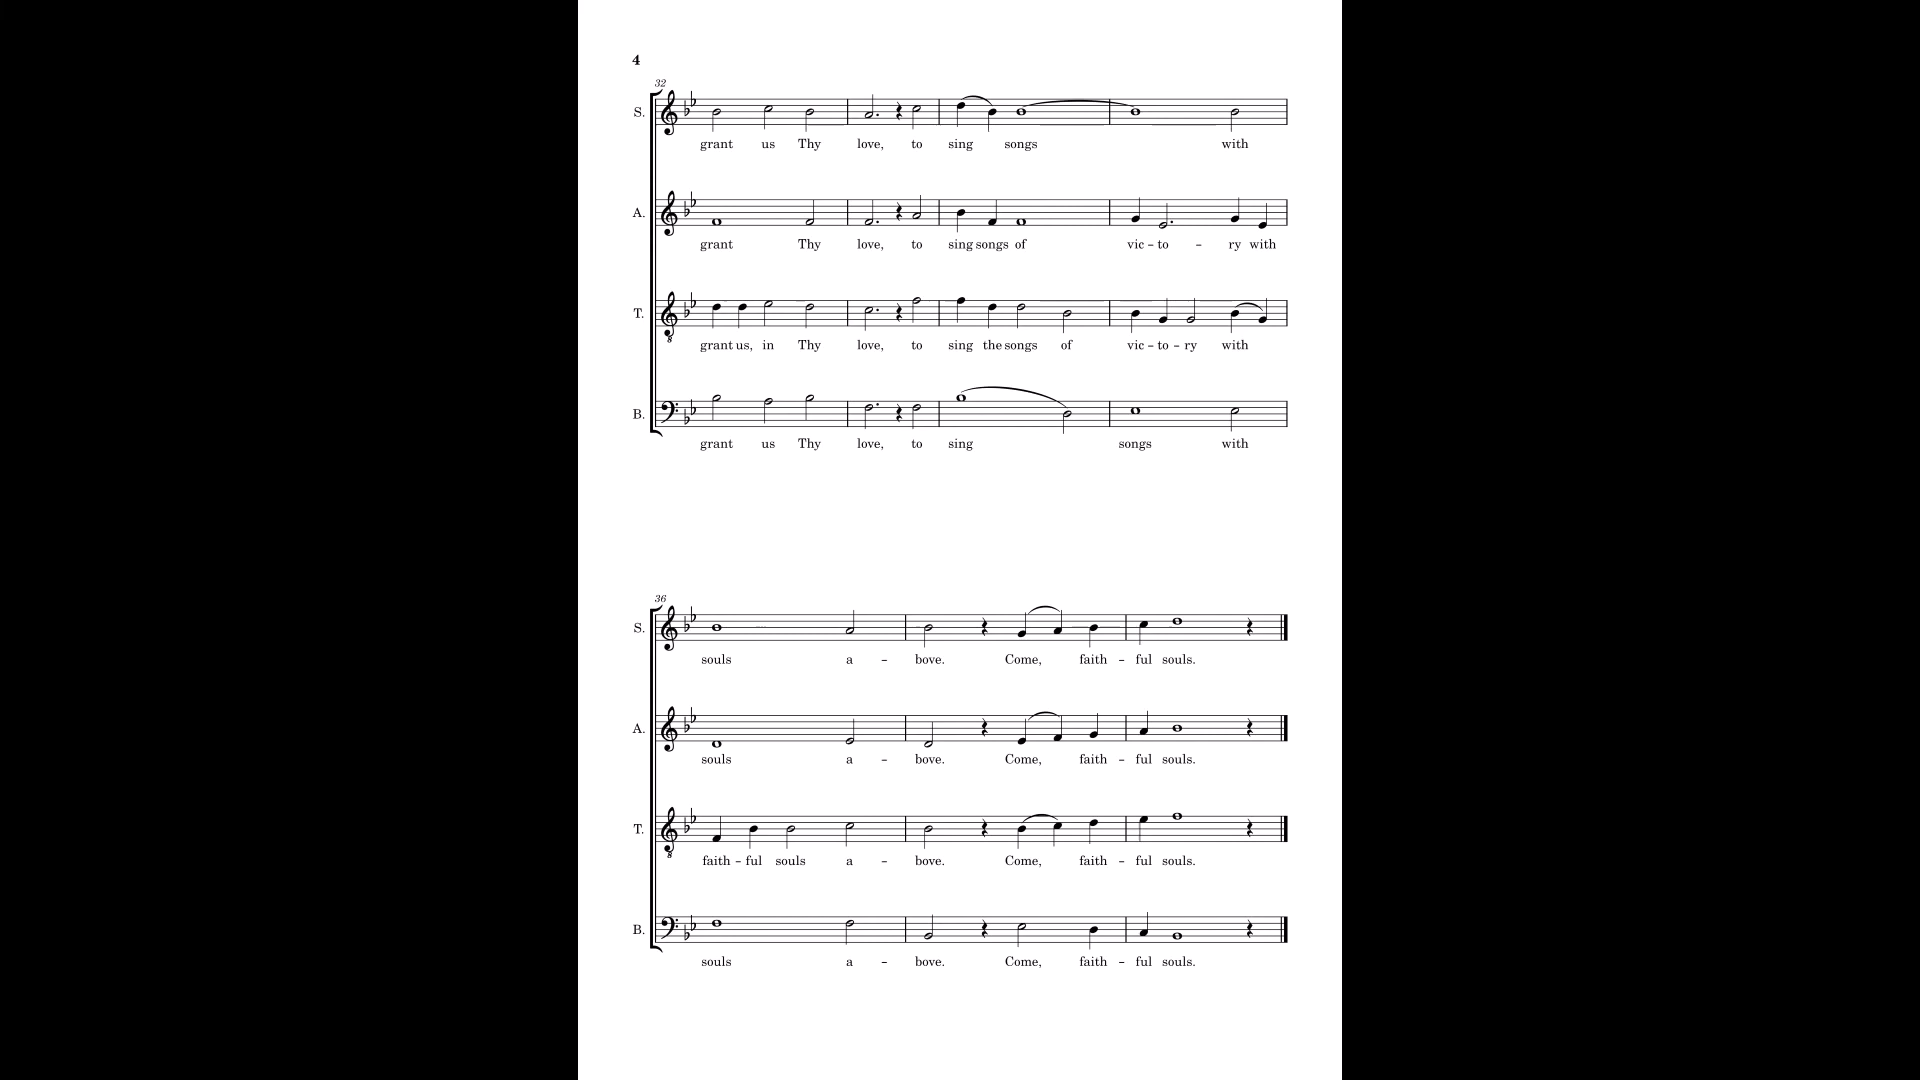 4
32
S.
grant us Thy love, to sing songs with
A.
grant Thy love, to sing songs of vic – to – ry with
T.
grant us, in Thy love, to sing the songs of vic – to – ry with
B.
grant us Thy love, to sing songs with
36
S.
souls a – bove. Come, faith – ful souls.
A.
souls a – bove. Come, faith – ful souls.
T.
faith – ful souls a – bove. Come, faith – ful souls.
B.
souls a – bove. Come, faith – ful souls.